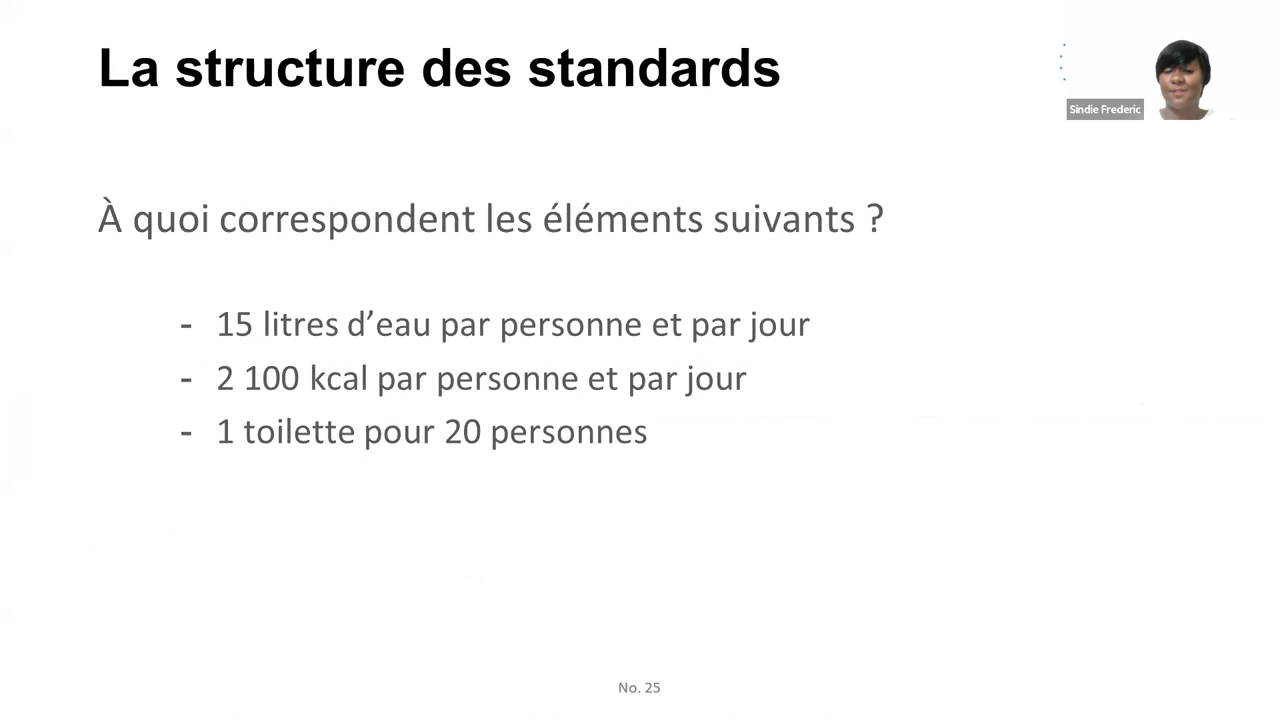 La structure des standards
Sindie Frederic
À quoi correspondent les éléments suivants ?
- 15 litres d’eau par personne et par jour
- 2 100 kcal par personne et par jour
- 1 toilette pour 20 personnes
No. 25